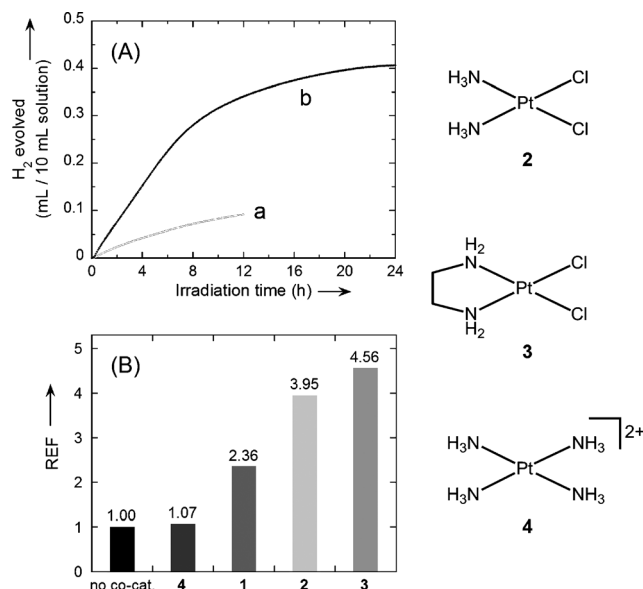 (A)
H2 evolved
(mL / 10 mL solution)
0.5
0.4
0.3
0.2
0.1
0
b
a
0 4 8 12 16 20 24
Irradiation time (h)
(B)
REF
5
4
3
2
1
0
1.00
1.07
2.36
3.95
4.56
no co-cat. 4 1 2 3
H3N Cl
Pt
H3N Cl
2
H2
N Cl
Pt
N Cl
H2
3
H3N NH3 2+
Pt
H3N NH3
4